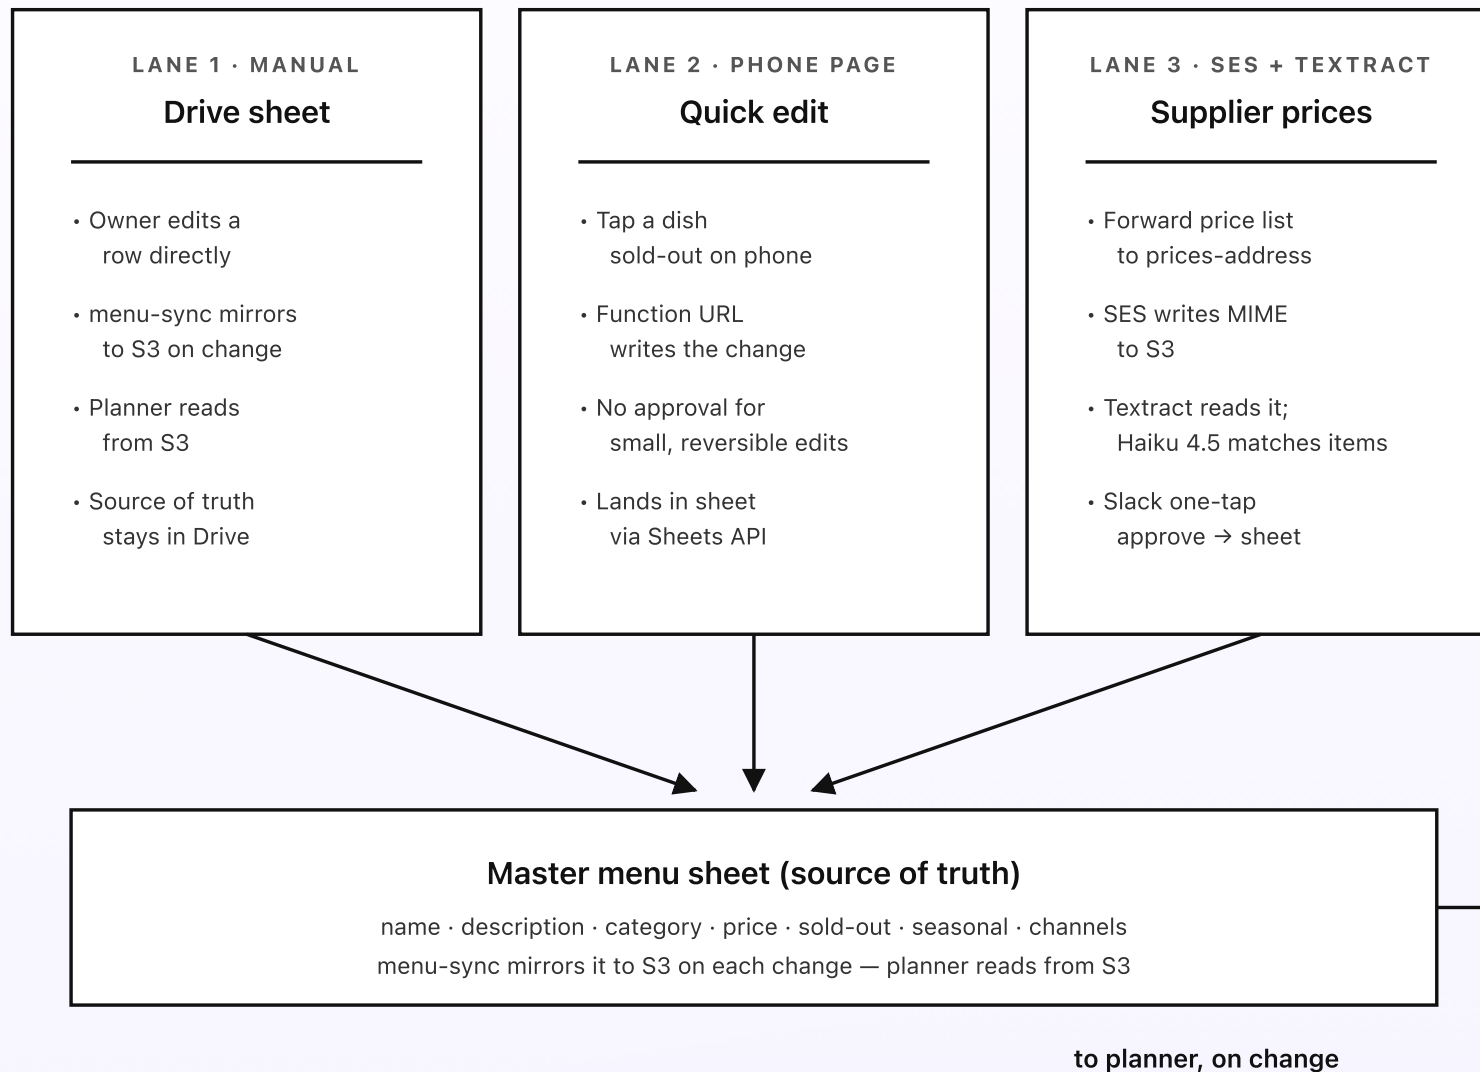 LANE 1 · MANUAL
Drive sheet
• Owner edits a
row directly
• menu-sync mirrors
to S3 on change
• Planner reads
from S3
• Source of truth
stays in Drive
LANE 2 · PHONE PAGE
Quick edit
• Tap a dish
sold-out on phone
• Function URL
writes the change
• No approval for
small, reversible edits
• Lands in sheet
via Sheets API
LANE 3 · SES + TEXTRACT
Supplier prices
• Forward price list
to prices-address
• SES writes MIME
to S3
• Textract reads it;
Haiku 4.5 matches items
• Slack one-tap
approve → sheet
Master menu sheet (source of truth)
name · description · category · price · sold-out · seasonal · channels
menu-sync mirrors it to S3 on each change — planner reads from S3
to planner, on change